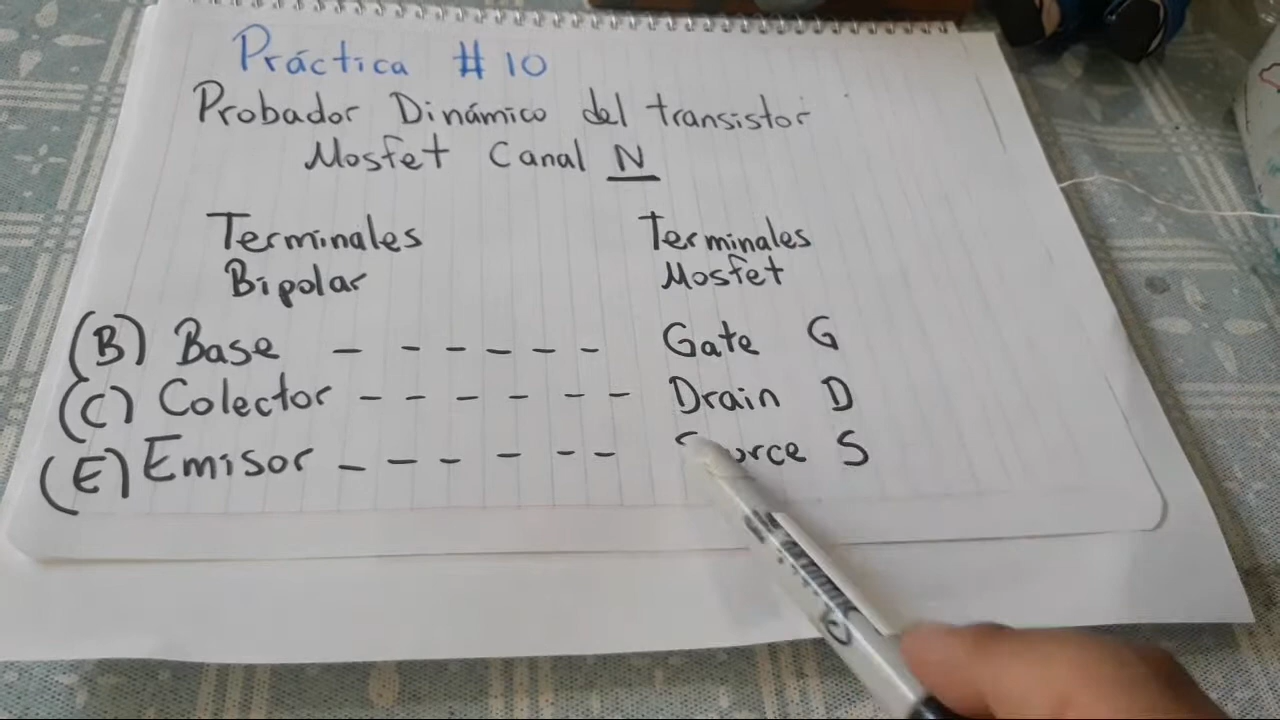 Práctica # 10
Probador Dinámico del transistor
Mosfet Canal N
Terminales Bipolar
Terminales Mosfet
(B) Base - - - - - - Gate G
(C) Colector - - - - - - Drain D
(E) Emisor - - - - - - S